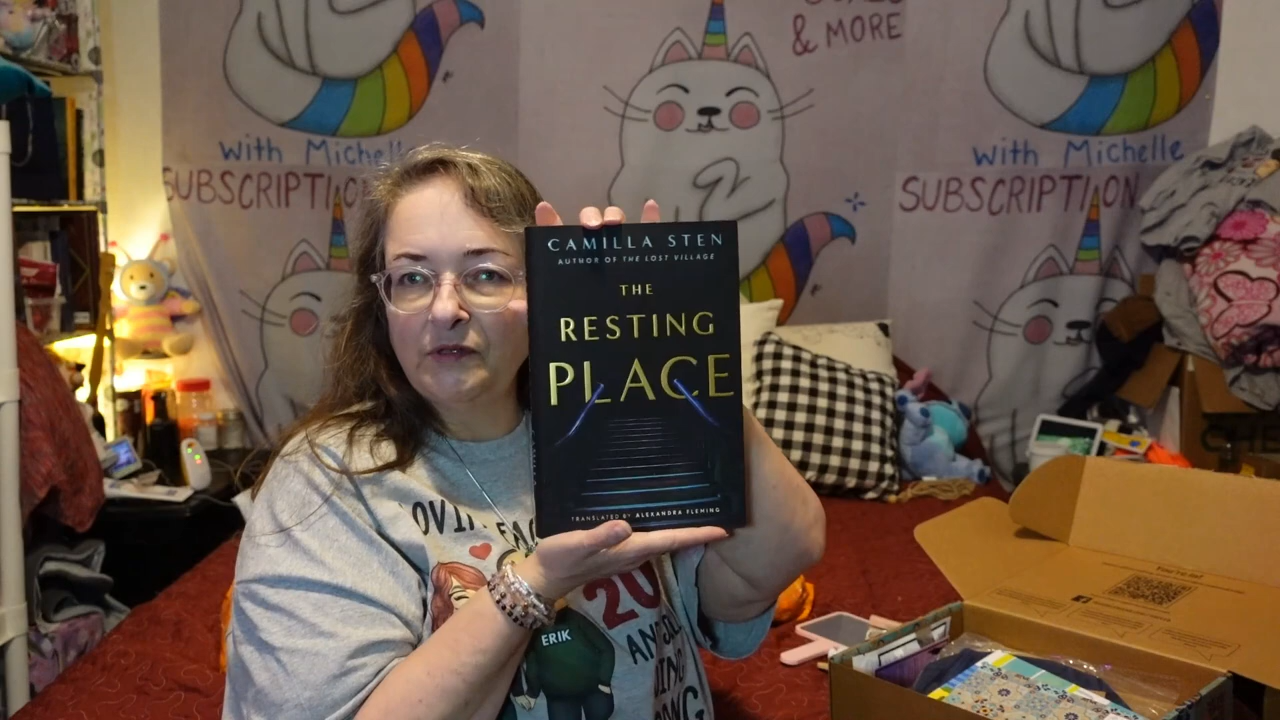 & MORE
with Michelle
with Michelle
SUBSCRIPTION
SUBSCRIPTION
CAMILLA STEN
AUTHOR OF THE LOST VILLAGE
THE
RESTING
PLACE
TRANSLATED BY ALEXANDRA FLEMING
20
ERIK